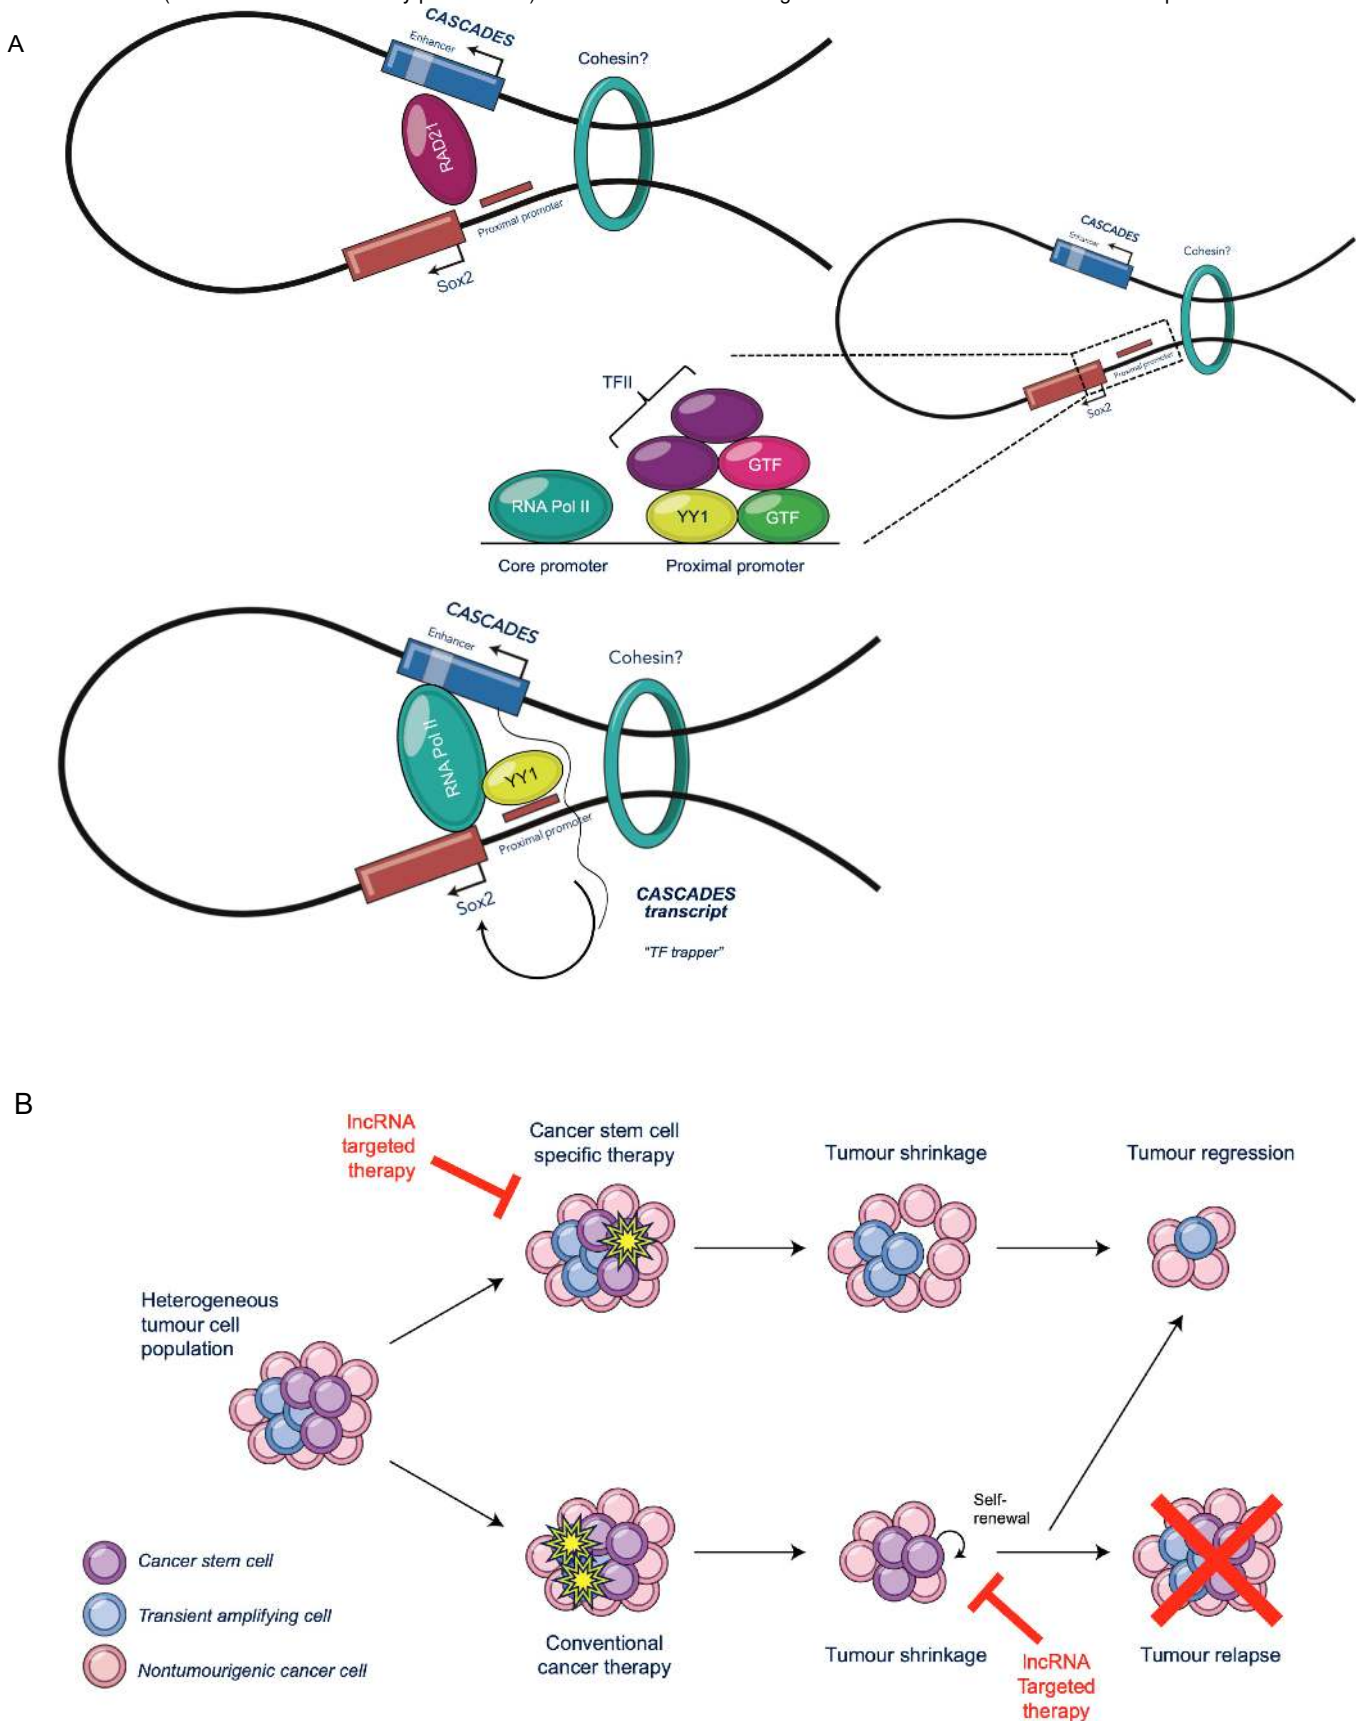 A
CASCADES
Enhancer
Cohesin?
RAD21
Proximal promoter
Sox2
CASCADES
Enhancer
Cohesin?
Proximal promoter
Sox2
TFII
GTF
RNA Pol II
YY1
GTF
Core promoter
Proximal promoter
CASCADES
Enhancer
Cohesin?
RNA Pol II
YY1
Proximal promoter
Sox2
CASCADES
transcript
"TF trapper"
B
lncRNA
targeted
therapy
Cancer stem cell
specific therapy
Tumour shrinkage
Tumour regression
Heterogeneous
tumour cell
population
Self-
renewal
Cancer stem cell
Transient amplifying cell
Nontumourigenic cancer cell
Conventional
cancer therapy
Tumour shrinkage
lncRNA
Targeted
therapy
Tumour relapse